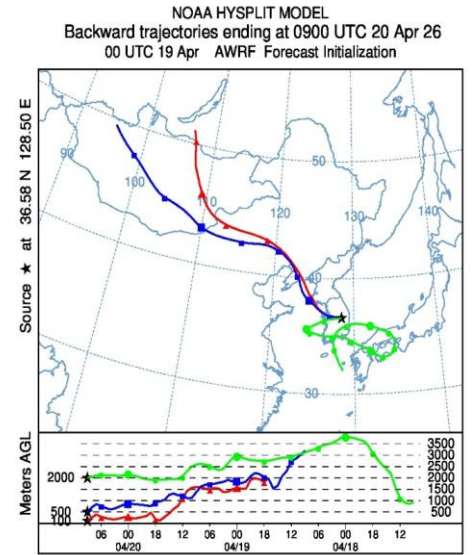 NOAA HYSPLIT MODEL
Backward trajectories ending at 0900 UTC 20 Apr 26
00 UTC 19 Apr AWRF Forecast Initialization
Source ★ at 36.58 N 128.50 E
90
100
110
120
130
140
50
40
30
Meters AGL
2000
500
100
3500
3000
2500
2000
1500
1000
500
06 00 18 12 06 00 18 12 06 00 18 12
04/20 04/19 04/18